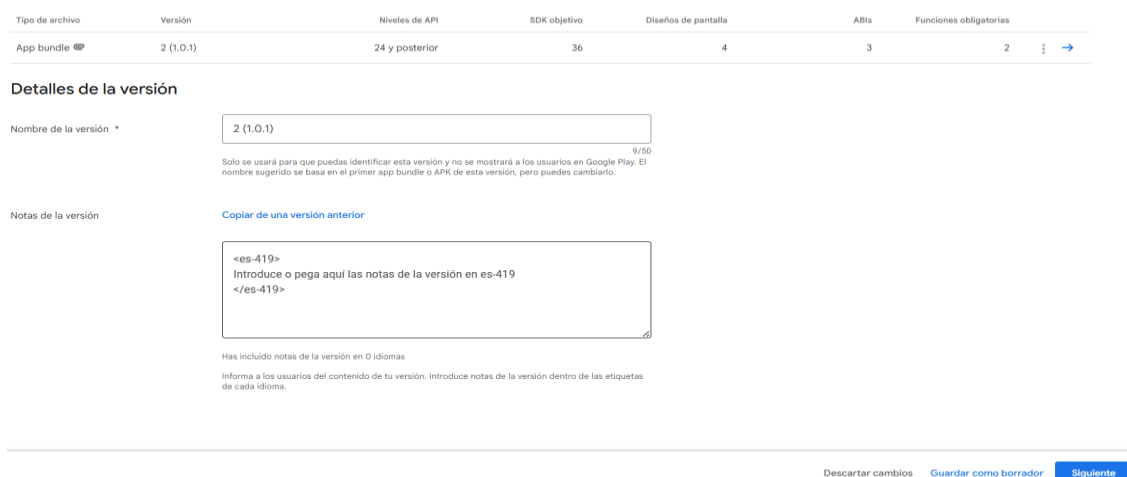 Tipo de archivo Versión Niveles de API SDK objetivo Diseños de pantalla ABIs Funciones obligatorias
App bundle 2 (1.0.1) 24 y posterior 36 4 3 2
Detalles de la versión
Nombre de la versión *
2 (1.0.1)
9/50
Solo se usará para que puedas identificar esta versión y no se mostrará a los usuarios en Google Play. El
nombre sugerido se basa en el primer app bundle o APK de esta versión, pero puedes cambiarlo.
Notas de la versión
Copiar de una versión anterior
<es-419>
Introduce o pega aquí las notas de la versión en es-419
</es-419>
Has incluido notas de la versión en 0 idiomas
Informa a los usuarios del contenido de tu versión. Introduce notas de la versión dentro de las etiquetas
de cada idioma.
Descartar cambios Guardar como borrador Siguiente